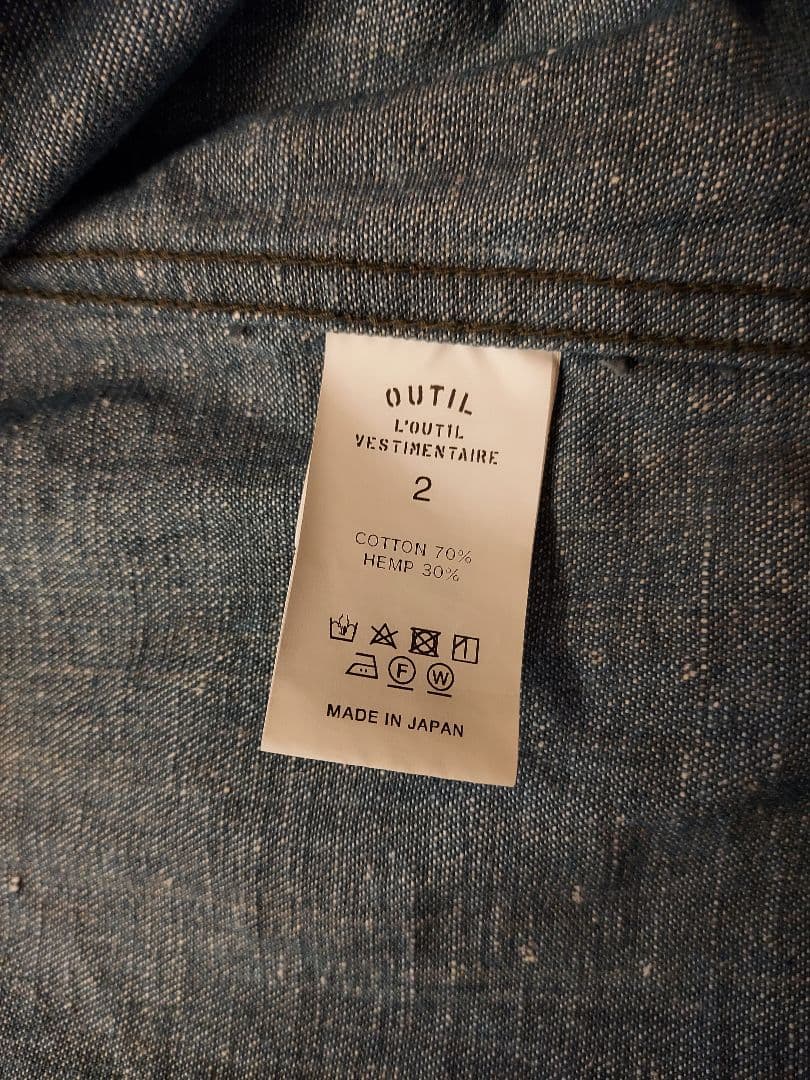 OUTIL
L'OUTIL
VESTIMENTAIRE
2
COTTON 70%
HEMP 30%
F W
MADE IN JAPAN